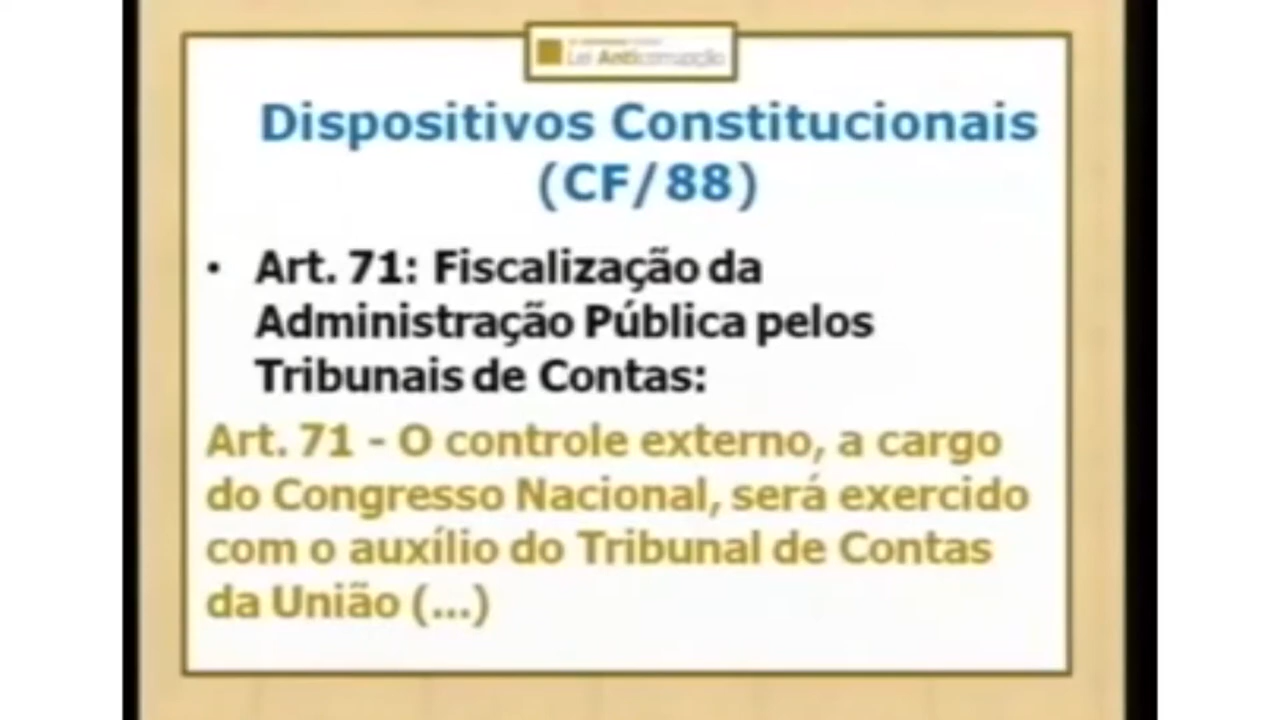 Lei Anticorrupção
Dispositivos Constitucionais
(CF/88)
• Art. 71: Fiscalização da
Administração Pública pelos
Tribunais de Contas:
Art. 71 - O controle externo, a cargo
do Congresso Nacional, será exercido
com o auxílio do Tribunal de Contas
da União (...)